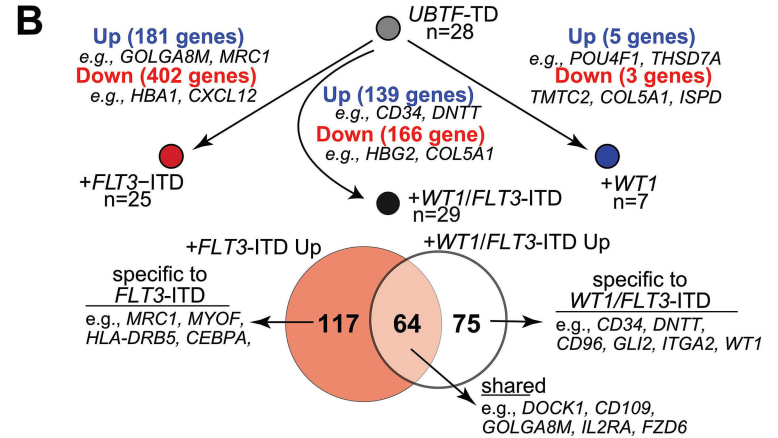 B
UBTF-TD
n=28
Up (181 genes)
e.g., GOLGA8M, MRC1
Down (402 genes)
e.g., HBA1, CXCL12
Up (5 genes)
e.g., POU4F1, THSD7A
Down (3 genes)
TMTC2, COL5A1, ISPD
Up (139 genes)
e.g., CD34, DNTT
Down (166 gene)
e.g., HBG2, COL5A1
+FLT3–ITD
n=25
+WT1/FLT3-ITD
n=29
+WT1
n=7
+FLT3-ITD Up
+WT1/FLT3-ITD Up
specific to
FLT3-ITD
e.g., MRC1, MYOF,
HLA-DRB5, CEBPA,
117
64
75
specific to
WT1/FLT3-ITD
e.g., CD34, DNTT,
CD96, GLI2, ITGA2, WT1
shared
e.g., DOCK1, CD109,
GOLGA8M, IL2RA, FZD6